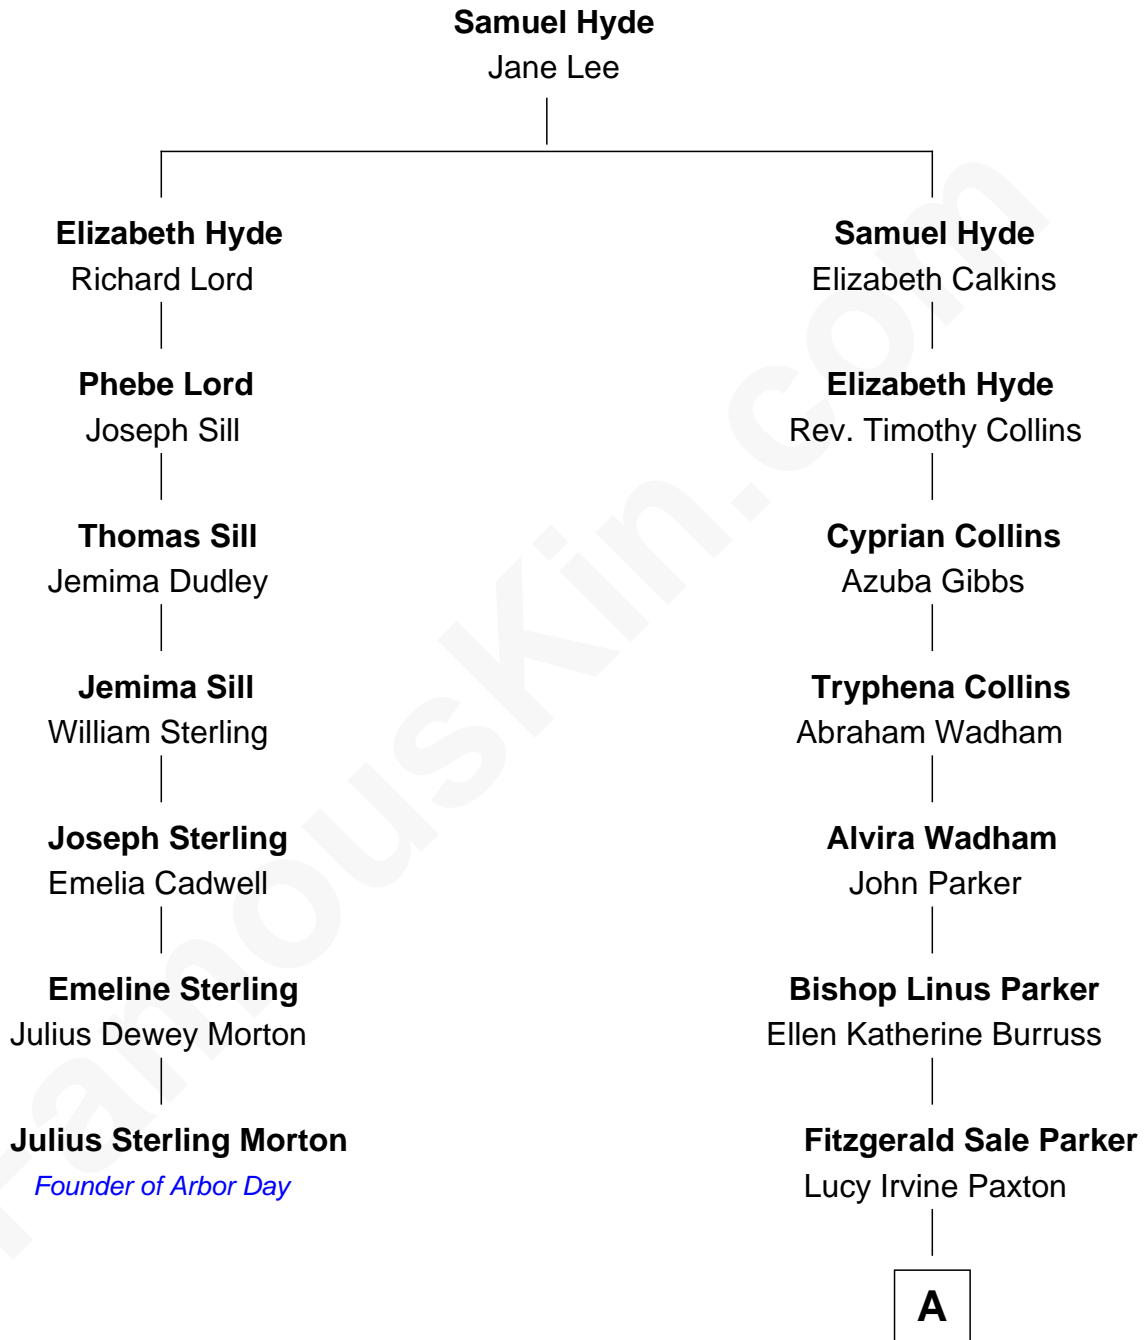 Samuel Hyde
Jane Lee
Elizabeth Hyde
Richard Lord
Samuel Hyde
Elizabeth Calkins
Phebe Lord
Joseph Sill
Elizabeth Hyde
Rev. Timothy Collins
Thomas Sill
Jemima Dudley
Cyprian Collins
Azuba Gibbs
Jemima Sill
William Sterling
Tryphena Collins
Abraham Wadham
Joseph Sterling
Emelia Cadwell
Alvira Wadham
John Parker
Emeline Sterling
Julius Dewey Morton
Bishop Linus Parker
Ellen Katherine Burruss
Julius Sterling Morton
Founder of Arbor Day
Fitzgerald Sale Parker
Lucy Irvine Paxton
A
FamousKin.com